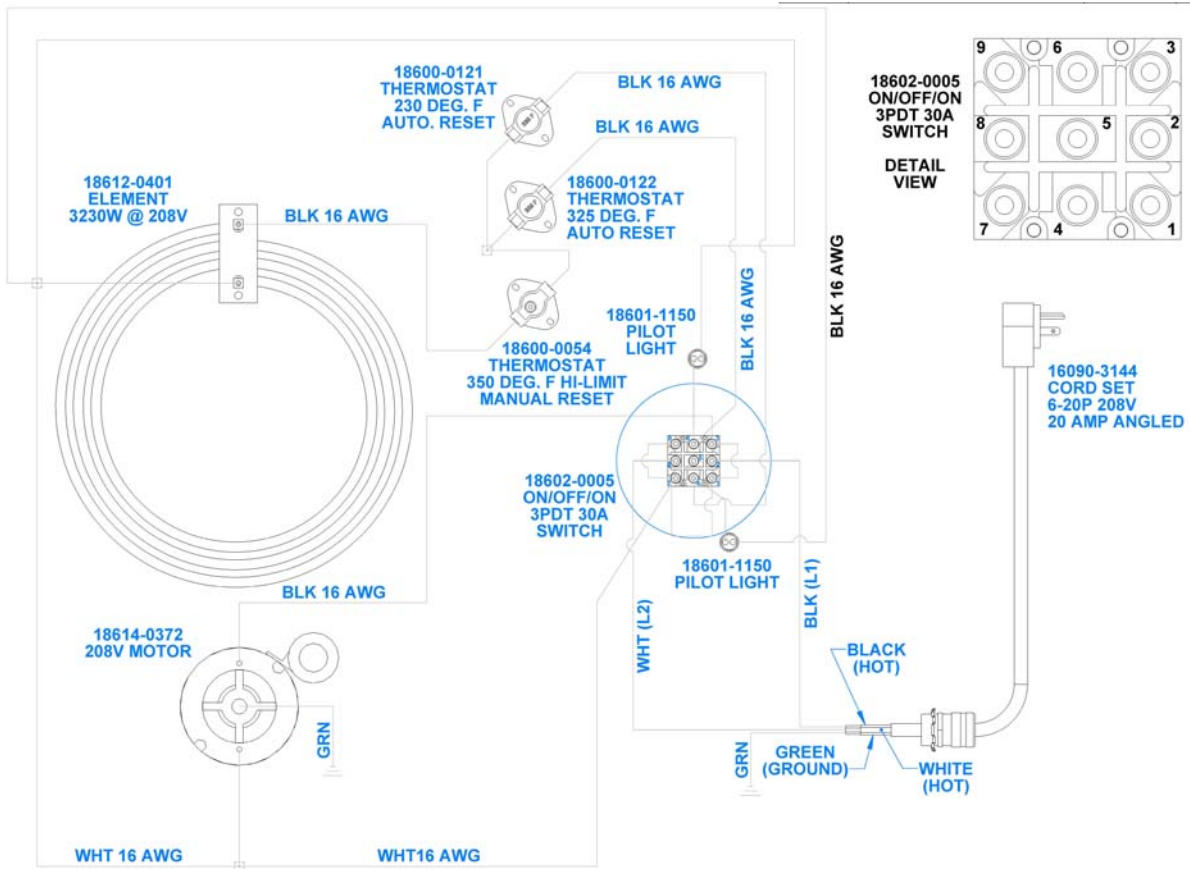 18600-0121
THERMOSTAT
230 DEG. F
AUTO. RESET
BLK 16 AWG
BLK 16 AWG
18600-0122
THERMOSTAT
325 DEG. F
AUTO RESET
18612-0401
ELEMENT
3230W @ 208V
BLK 16 AWG
18600-0054
THERMOSTAT
350 DEG. F HI-LIMIT
MANUAL RESET
18601-1150
PILOT
LIGHT
BLK 16 AWG
BLK 16 AWG
18602-0005
ON/OFF/ON
3PDT 30A
SWITCH
DETAIL
VIEW
9 6 3
8 5 2
7 4 1
16090-3144
CORD SET
6-20P 208V
20 AMP ANGLED
18602-0005
ON/OFF/ON
3PDT 30A
SWITCH
18601-1150
PILOT LIGHT
BLK 16 AWG
18614-0372
208V MOTOR
GRN
WHT (L2)
BLK (L1)
BLACK
(HOT)
GREEN
(GROUND)
WHITE
(HOT)
GRN
WHT 16 AWG
WHT16 AWG